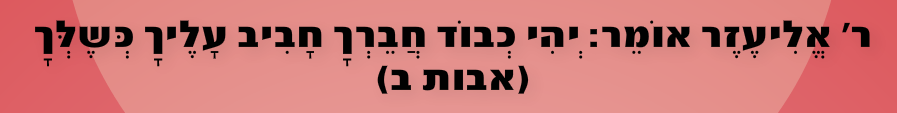 ר׳ אֱלִיעֶזֶר אוֹמֵר: יְהִי כְבוֹד חֲבֵרְךָ חָבִיב עָלֶיךָ כְּשֶׁלְּךָ
(אבות ב)